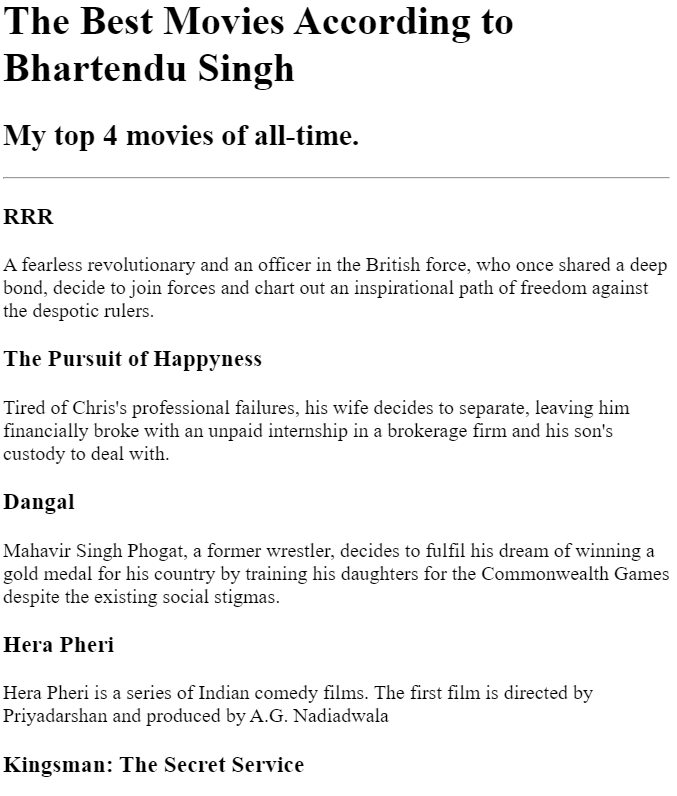 The Best Movies According to
Bhartendu Singh
My top 4 movies of all-time.
RRR
A fearless revolutionary and an officer in the British force, who once shared a deep
bond, decide to join forces and chart out an inspirational path of freedom against
the despotic rulers.
The Pursuit of Happyness
Tired of Chris's professional failures, his wife decides to separate, leaving him
financially broke with an unpaid internship in a brokerage firm and his son's
custody to deal with.
Dangal
Mahavir Singh Phogat, a former wrestler, decides to fulfil his dream of winning a
gold medal for his country by training his daughters for the Commonwealth Games
despite the existing social stigmas.
Hera Pheri
Hera Pheri is a series of Indian comedy films. The first film is directed by
Priyadarshan and produced by A.G. Nadiadwala
Kingsman: The Secret Service